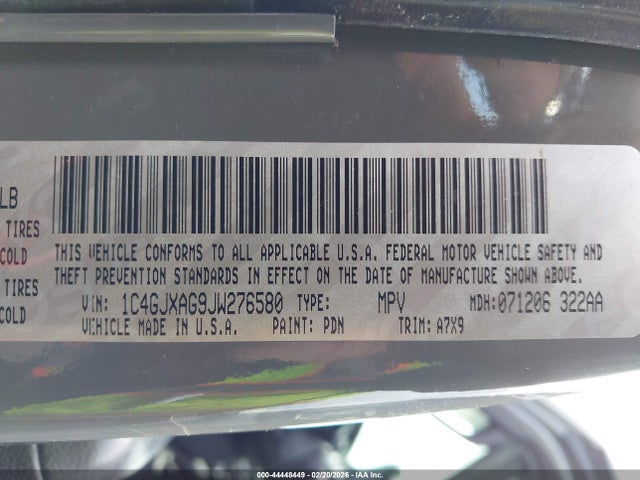 LB
TIRES
COLD
TIRES
COLD
THIS VEHICLE CONFORMS TO ALL APPLICABLE U.S.A. FEDERAL MOTOR VEHICLE SAFETY AND
THEFT PREVENTION STANDARDS IN EFFECT ON THE DATE OF MANUFACTURE SHOWN ABOVE.
VIN: 1C4GJXAG9JW276580 TYPE: MPV MDH:071206 322AA
VEHICLE MADE IN U.S.A. PAINT: PDN TRIM: A7X9
000-44448449 | 02/20/2026 | IAA Inc.